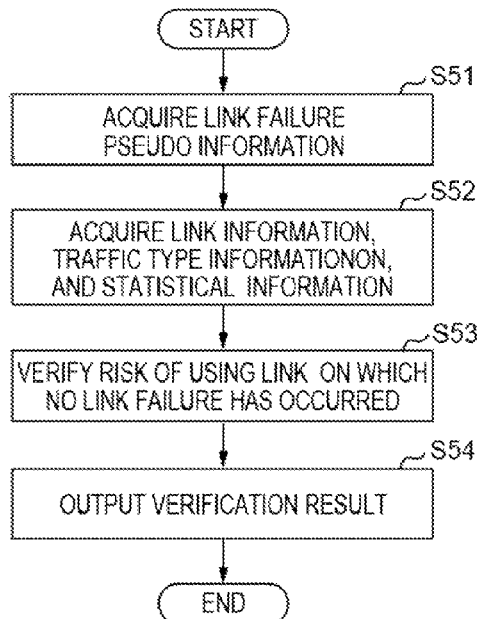 START
S51
ACQUIRE LINK FAILURE
PSEUDO INFORMATION
S52
ACQUIRE LINK INFORMATION,
TRAFFIC TYPE INFORMATIONON,
AND STATISTICAL INFORMATION
S53
VERIFY RISK OF USING LINK ON WHICH
NO LINK FAILURE HAS OCCURRED
S54
OUTPUT VERIFICATION RESULT
END